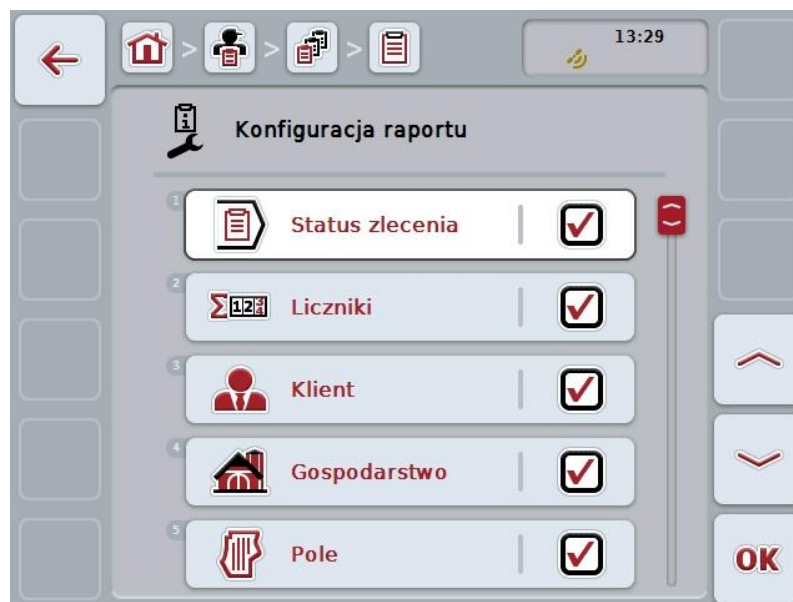 13:29
Konfiguracja raportu
1
Status zlecenia
2
Liczniki
3
Klient
4
Gospodarstwo
5
Pole
OK